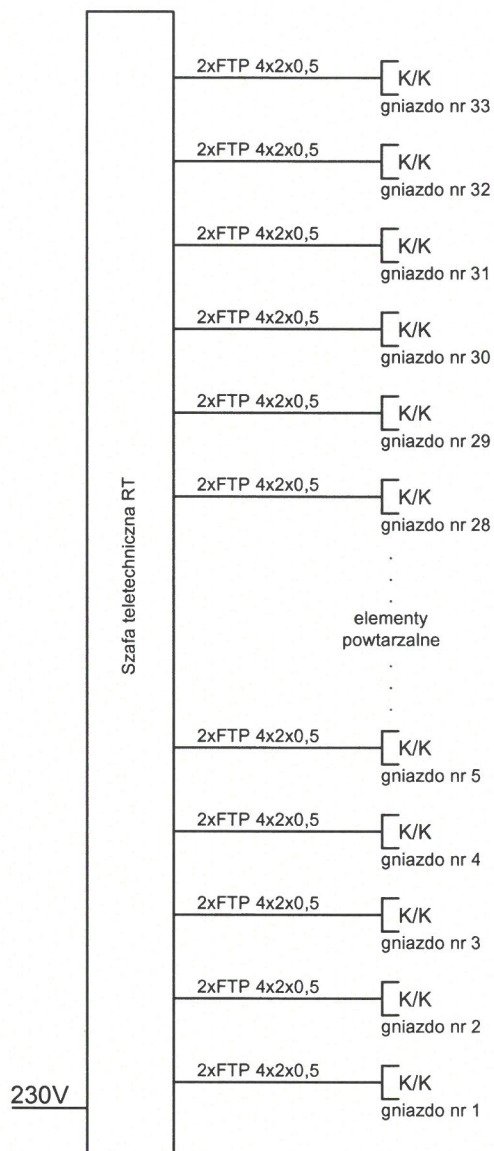 2xFTP 4x2x0,5
K/K
gniazdo nr 33
2xFTP 4x2x0,5
K/K
gniazdo nr 32
2xFTP 4x2x0,5
K/K
gniazdo nr 31
2xFTP 4x2x0,5
K/K
gniazdo nr 30
2xFTP 4x2x0,5
K/K
gniazdo nr 29
2xFTP 4x2x0,5
K/K
gniazdo nr 28
Szafa teletechniczna RT
elementy
powtarzalne
2xFTP 4x2x0,5
K/K
gniazdo nr 5
2xFTP 4x2x0,5
K/K
gniazdo nr 4
2xFTP 4x2x0,5
K/K
gniazdo nr 3
2xFTP 4x2x0,5
K/K
gniazdo nr 2
2xFTP 4x2x0,5
K/K
gniazdo nr 1
230V